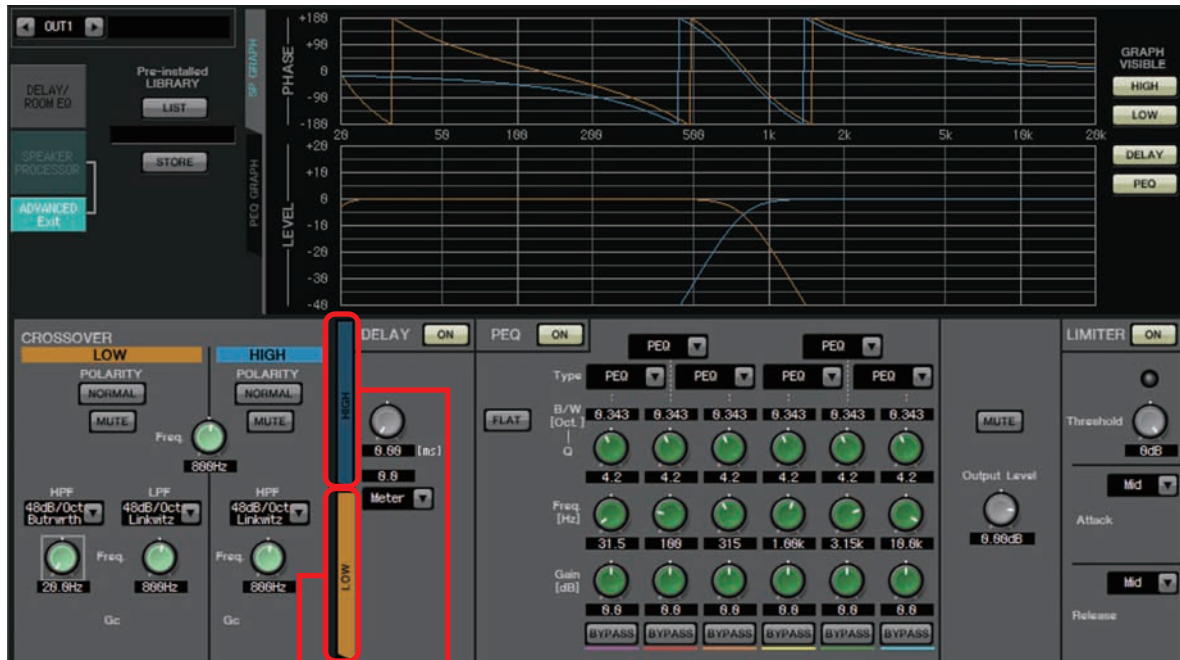 OUT1
DELAY/
ROOM EQ
SPEAKER
PROCESSOR
ADVANCED
Exit
Pre-installed
LIBRARY
LIST
STORE
SP GRAPH
PEQ GRAPH
PHASE
+180
+90
0
-90
-180
20 50 100 200 500 1k 2k 5k 10k 20k
LEVEL
+20
+10
0
-10
-20
-30
-40
GRAPH
VISIBLE
HIGH
LOW
DELAY
PEQ
CROSSOVER
LOW HIGH
POLARITY POLARITY
NORMAL NORMAL
MUTE MUTE
Freq.
800Hz
HPF LPF HPF
48dB/Oct 48dB/Oct 48dB/Oct
Butrwrth Linkwitz Linkwitz
Freq. Freq.
20.0Hz 800Hz 800Hz
Gc Gc
HIGH
LOW
DELAY ON
0.00 [ms]
0.0
Meter
PEQ ON
PEQ PEQ
Type PEQ PEQ PEQ PEQ
FLAT
B/W
[Oct.]
0.343 0.343 0.343 0.343 0.343 0.343
Q
4.2 4.2 4.2 4.2 4.2 4.2
Freq.
[Hz]
31.5 100 315 1.00k 3.15k 10.0k
Gain
[dB]
0.0 0.0 0.0 0.0 0.0 0.0
BYPASS BYPASS BYPASS BYPASS BYPASS BYPASS
MUTE
Output Level
0.00dB
LIMITER ON
Threshold
0dB
Mid
Attack
Mid
Release